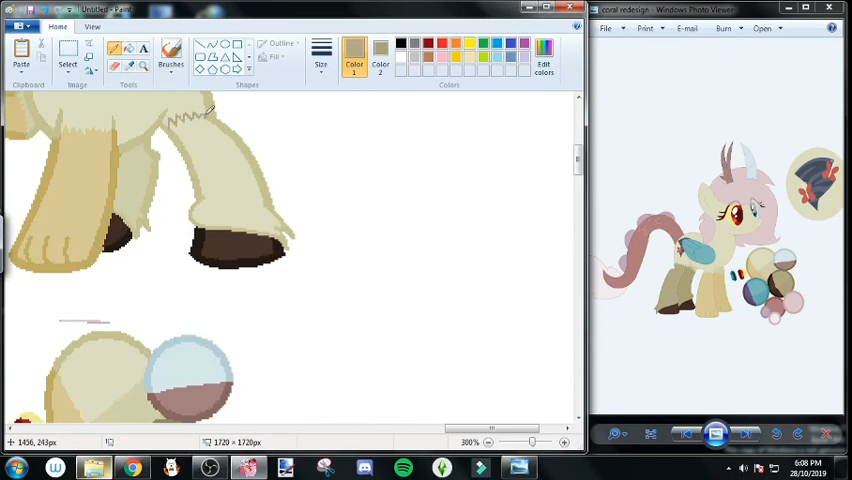 Untitled - Paint
coral redesign - Windows Photo Viewer
Home View
File Print E-mail Burn Open
Paste Select Brushes Outline Fill Size Color 1 Color 2 Edit colors
Clipboard Image Tools Shapes Colors
1456, 243px 1720 × 1720px 300%
6:08 PM
28/10/2019